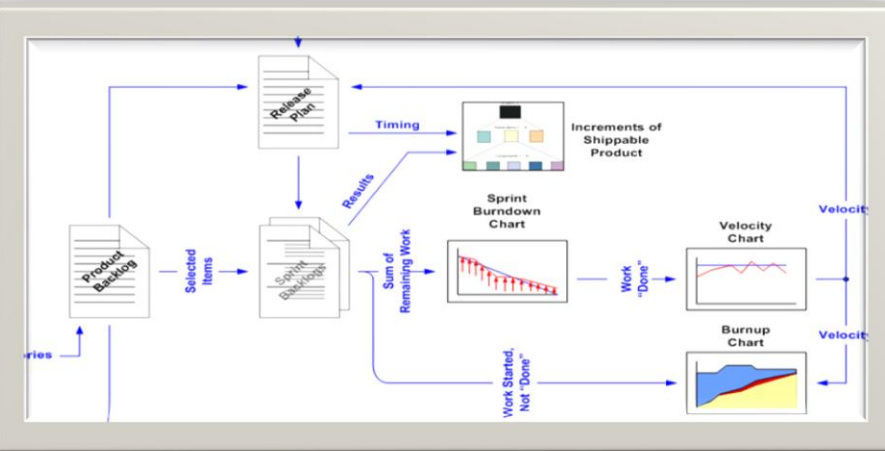 Release
Plan
Timing
Increments of
Shippable
Product
Results
Sprint
Burndown
Chart
Velocity
Velocity
Chart
Product
Backlog
Selected
Items
Sprint
Backlogs
Sum of
Remaining Work
Work
"Done"
Burnup
Chart
Velocity
ries
Work Started,
Not "Done"